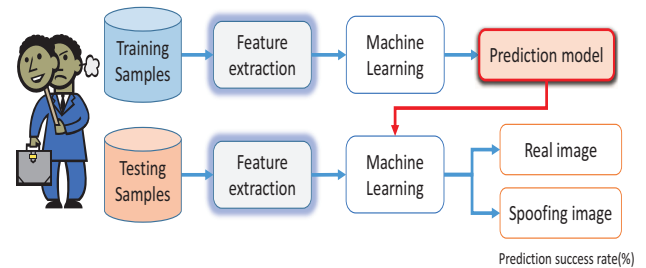 Training
Samples
Feature
extraction
Machine
Learning
Prediction model
Testing
Samples
Feature
extraction
Machine
Learning
Real image
Spoofing image
Prediction success rate(%)